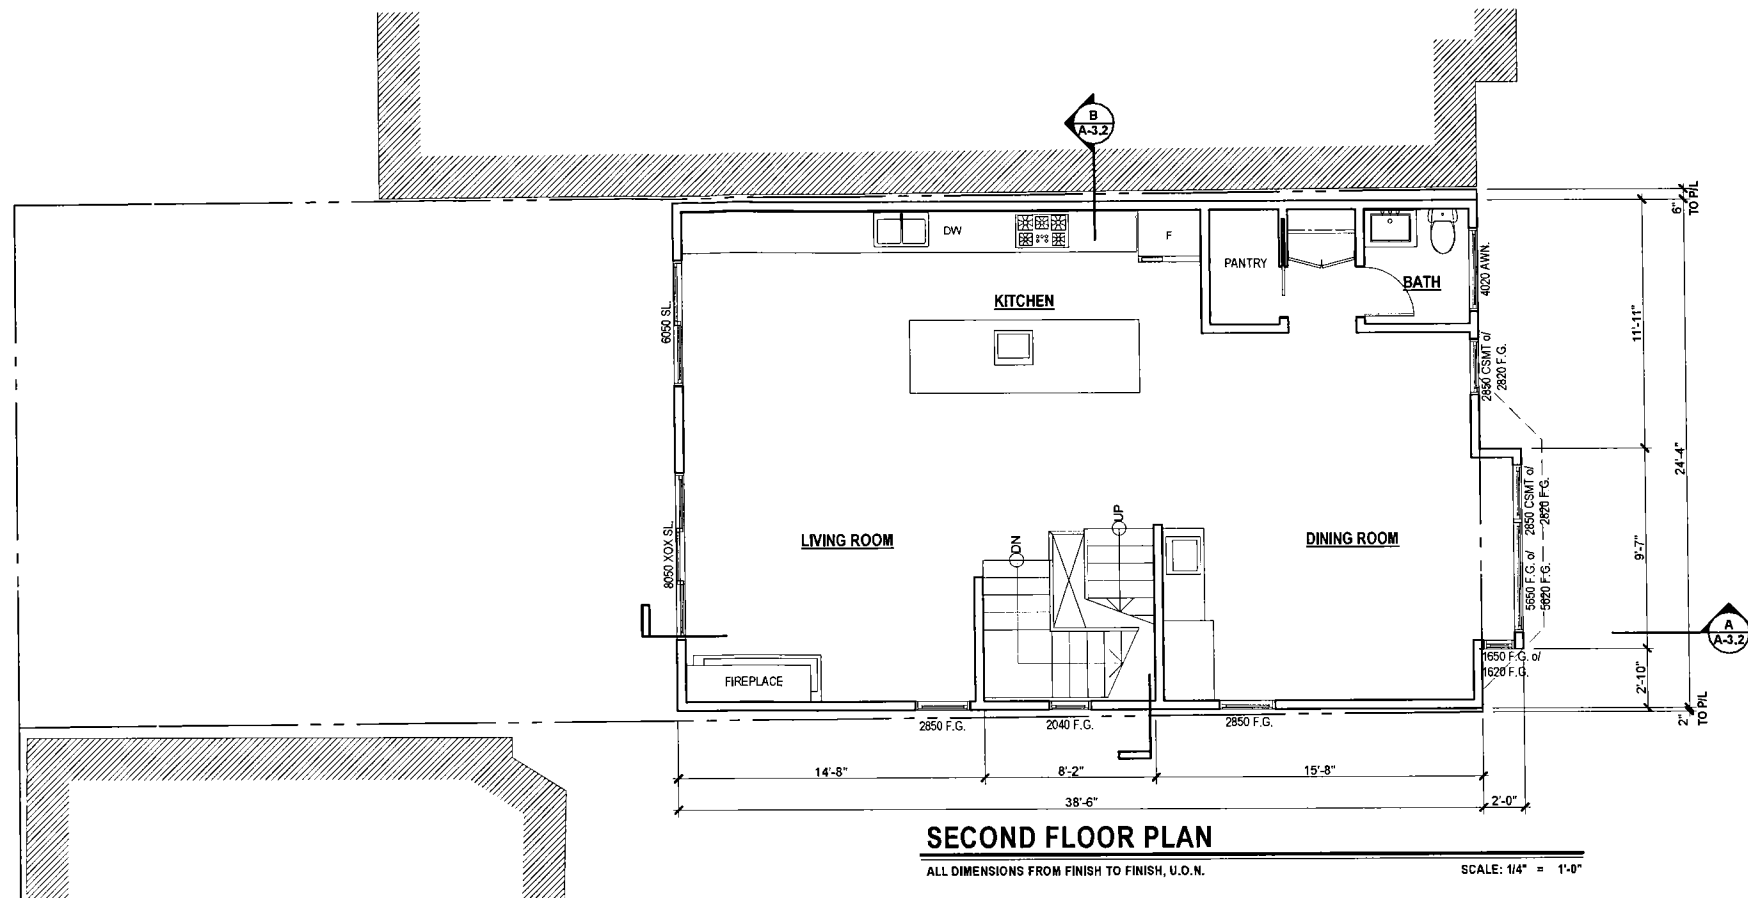 B
A-3.2
6"
TO P/L
DW
F
PANTRY
BATH
4020 AWN.
KITCHEN
6050 SL.
11'-11"
2850 CSMT o/
2820 F.G.
24'-4"
UP
DN
LIVING ROOM
DINING ROOM
8050 XOX SL.
2850 CSMT o/
2820 F.G.
9'-7"
5650 F.G. o/
5620 F.G.
A
A-3.2
1650 F.G. o/
1620 F.G.
2'-10"
FIREPLACE
2"
TO P/L
2850 F.G.
2040 F.G.
2850 F.G.
14'-8"
8'-2"
15'-8"
38'-6"
2'-0"
SECOND FLOOR PLAN
ALL DIMENSIONS FROM FINISH TO FINISH, U.O.N.
SCALE: 1/4" = 1'-0"